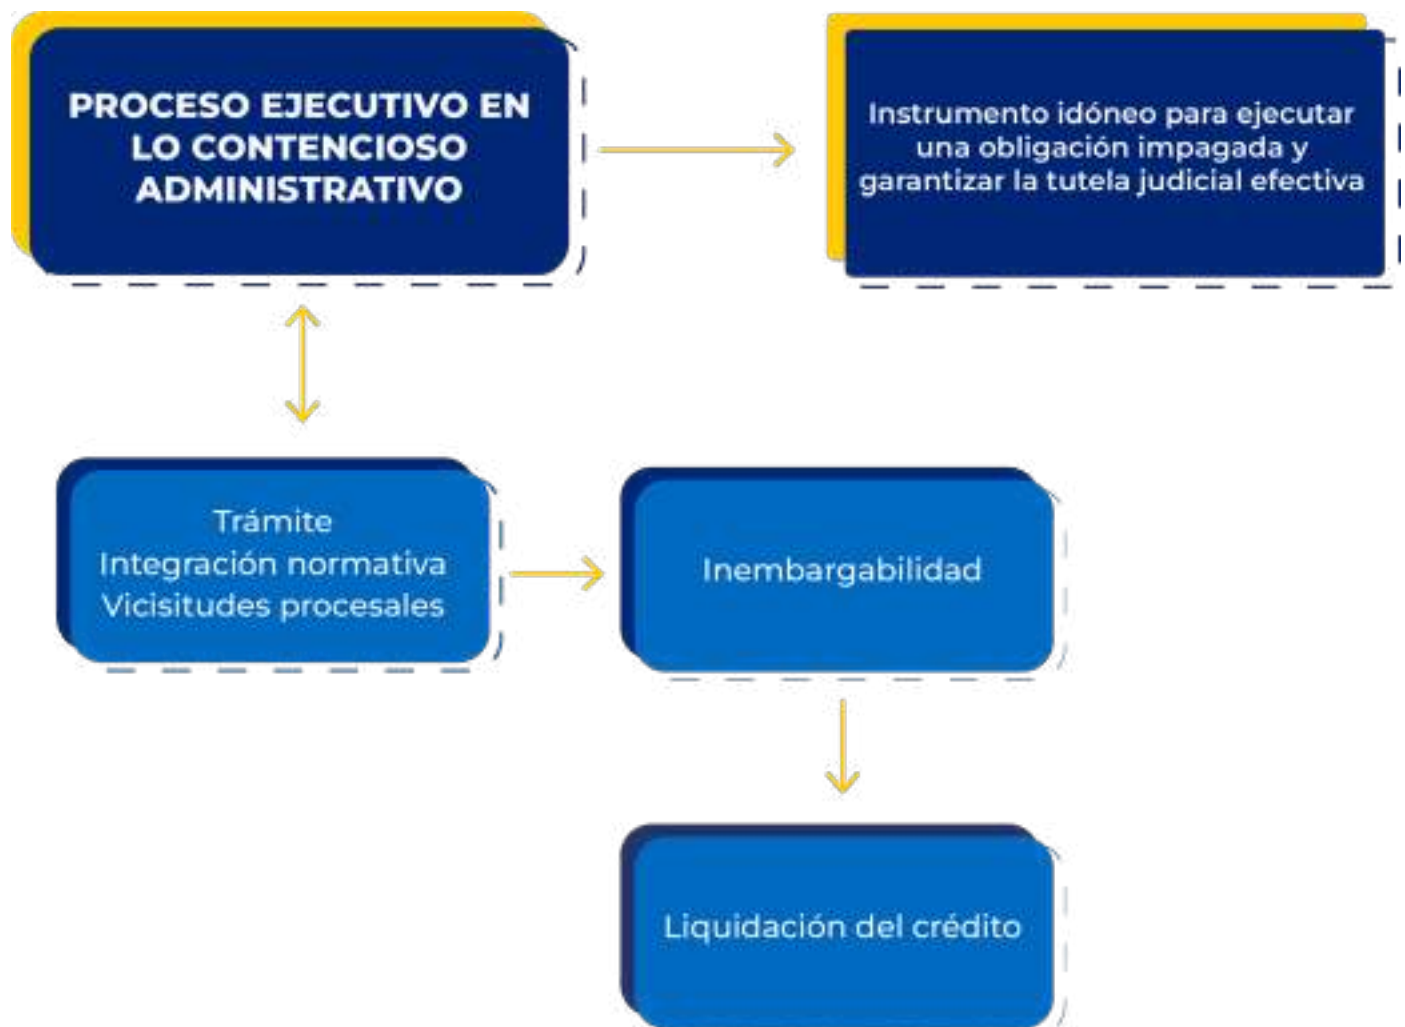 PROCESO EJECUTIVO EN
LO CONTENCIOSO
ADMINISTRATIVO
Instrumento idóneo para ejecutar
una obligación impagada y
garantizar la tutela judicial efectiva
Trámite
Integración normativa
Vicisitudes procesales
Inembargabilidad
Liquidación del crédito